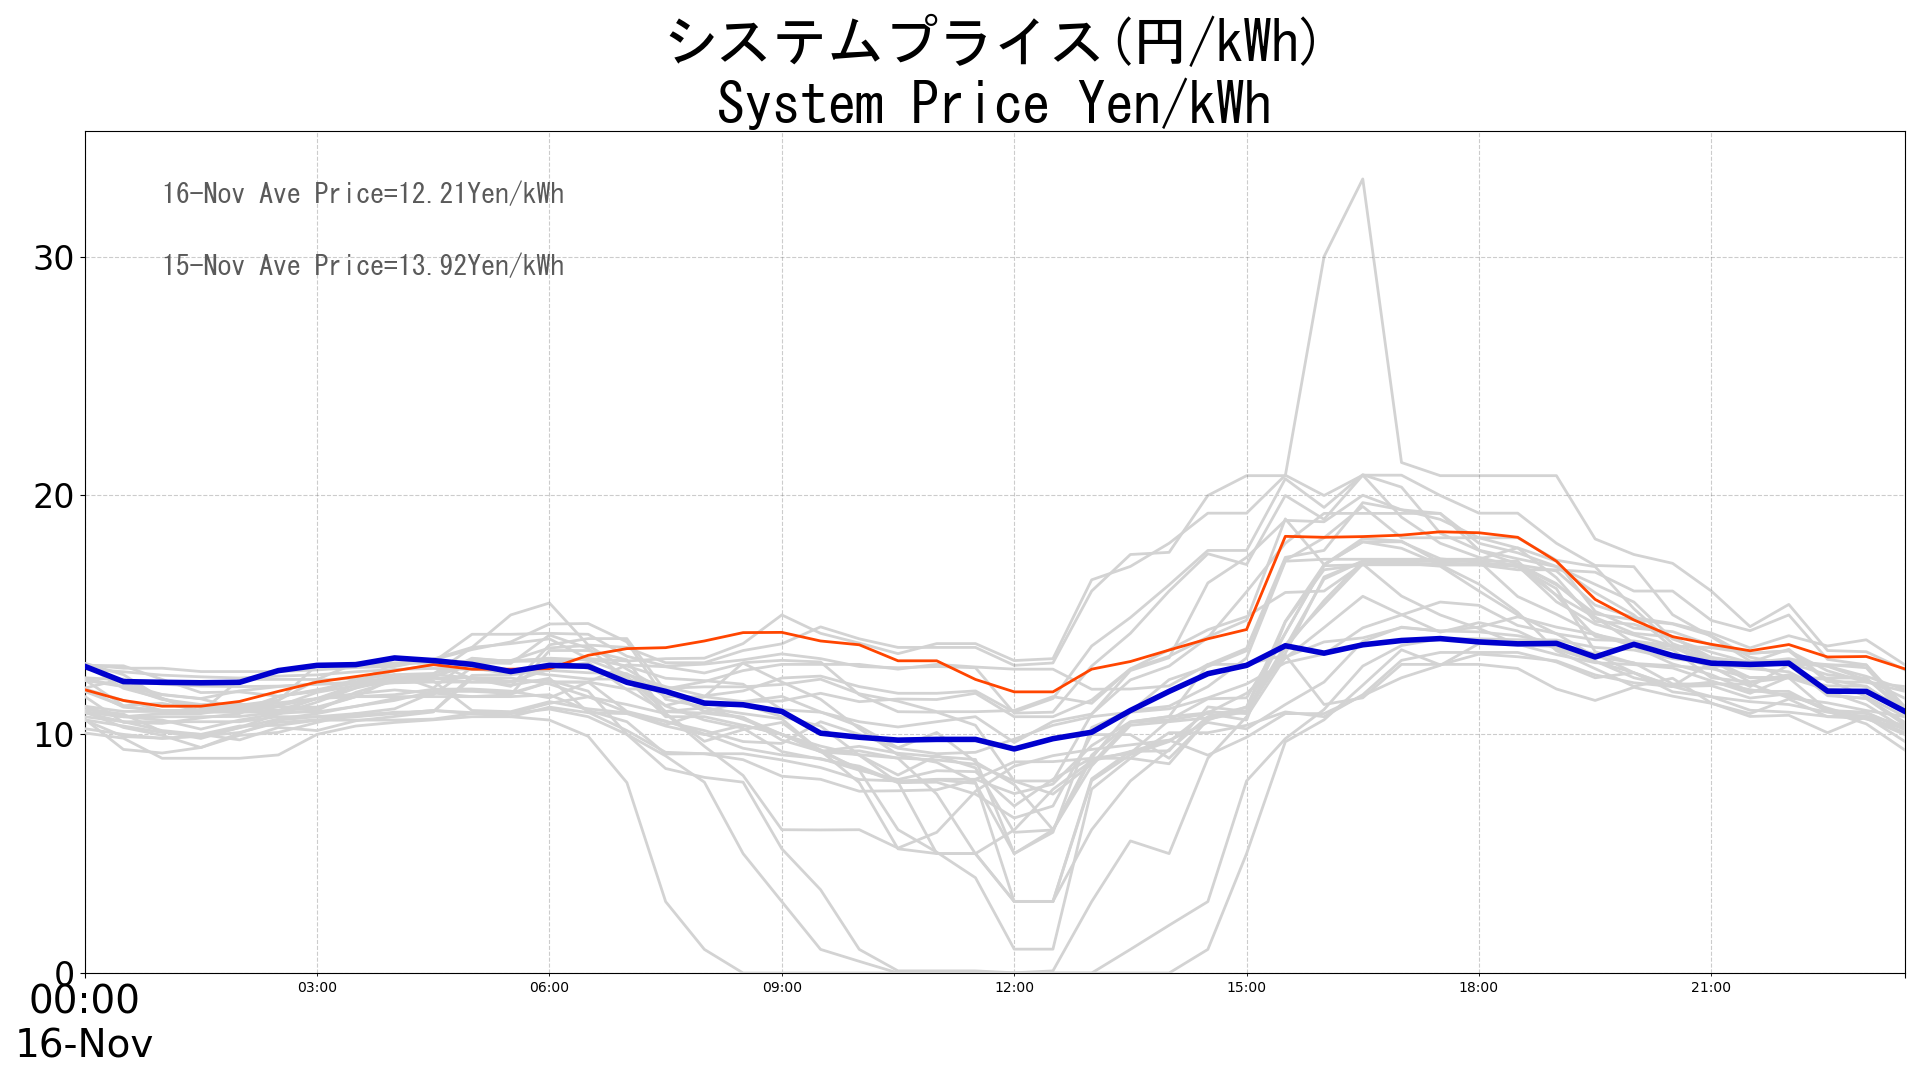 システムプライス(円/kWh)
System Price Yen/kWh
16-Nov Ave Price=12.21Yen/kWh
15-Nov Ave Price=13.92Yen/kWh
30
20
10
0
00:00
03:00
06:00
09:00
12:00
15:00
18:00
21:00
16-Nov